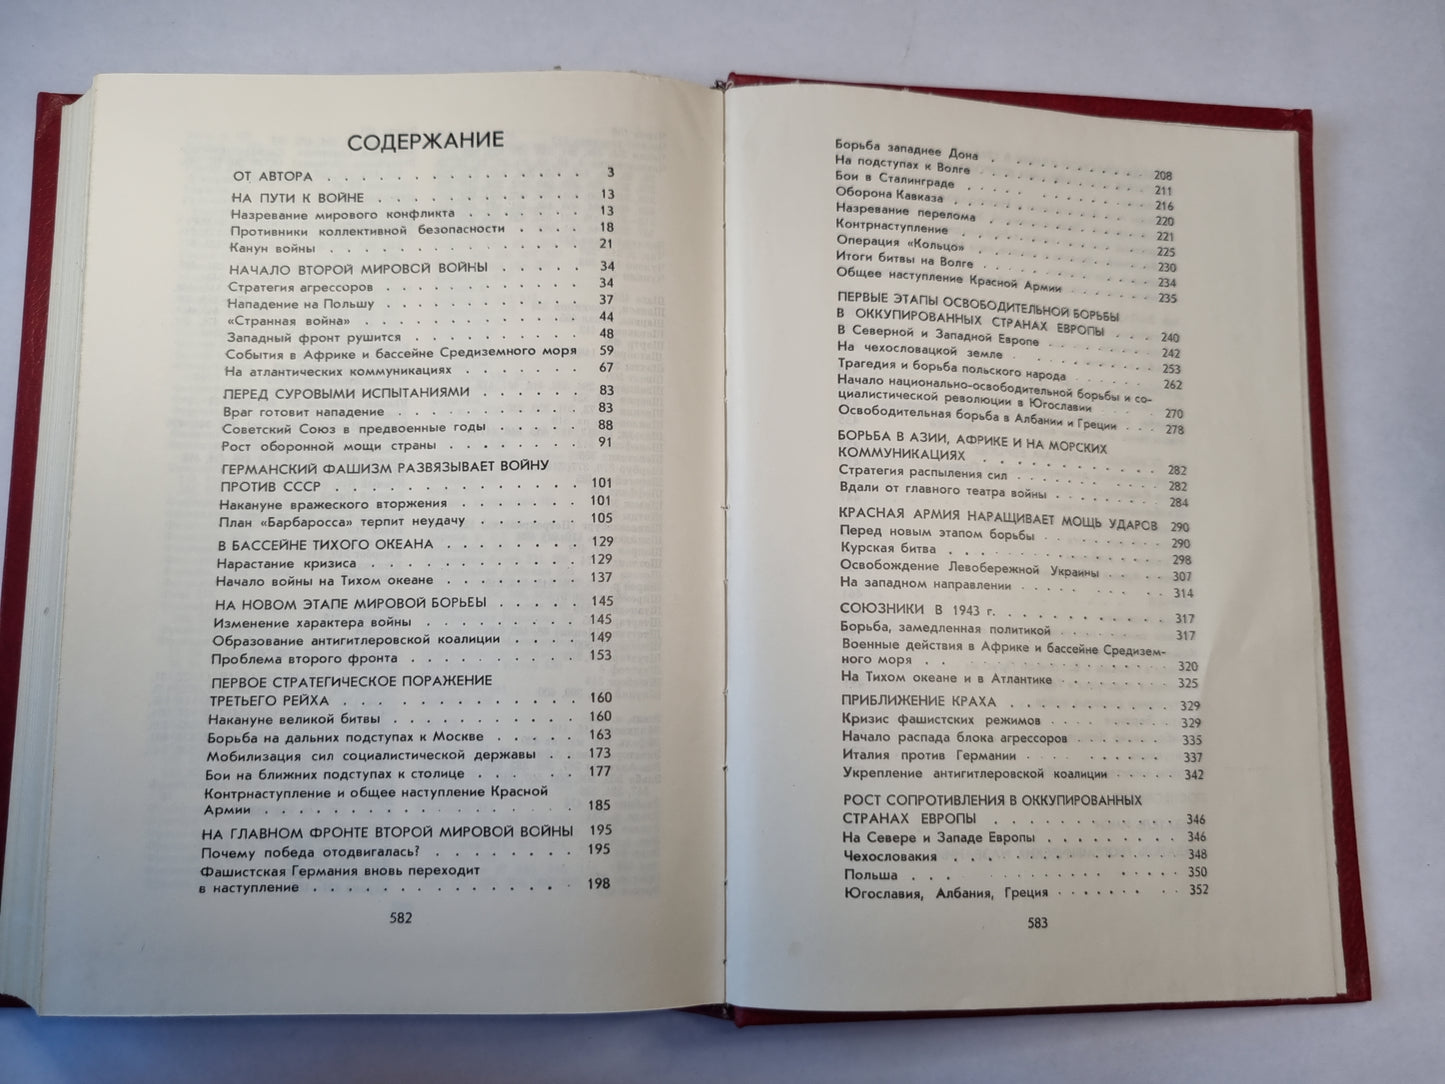 СОДЕРЖАНИЕ
ОТ АВТОРА . . . . . . . . . . . . . . 3
НА ПУТИ К ВОЙНЕ . . . . . . . . . . . 13
Назревание мирового конфликта . . . . . . . 13
Противники коллективной безопасности . . . . 18
Канун войны . . . . . . . . . . . . 21
НАЧАЛО ВТОРОЙ МИРОВОЙ ВОЙНЫ . . . . . 34
Стратегия агрессоров . . . . . . . . . . 34
Нападение на Польшу . . . . . . . . . . 37
«Странная война» . . . . . . . . . . . 44
Западный фронт рушится . . . . . . . . . 48
События в Африке и бассейне Средиземного моря 59
На атлантических коммуникациях . . . . . . . 67
ПЕРЕД СУРОВЫМИ ИСПЫТАНИЯМИ . . . . . . 83
Враг готовит нападение . . . . . . . . . 83
Советский Союз в предвоенные годы . . . . . 88
Рост оборонной мощи страны . . . . . . . . 91
ГЕРМАНСКИЙ ФАШИЗМ РАЗВЯЗЫВАЕТ ВОЙНУ
ПРОТИВ СССР . . . . . . . . . . . . . 101
Накануне вражеского вторжения . . . . . . . 101
План «Барбаросса» терпит неудачу . . . . . . 105
В БАССЕЙНЕ ТИХОГО ОКЕАНА . . . . . . . . 129
Нарастание кризиса . . . . . . . . . . . 129
Начало войны на Тихом океане . . . . . . . 137
НА НОВОМ ЭТАПЕ МИРОВОЙ БОРЬБЫ . . . . . 145
Изменение характера войны . . . . . . . . 145
Образование антигитлеровской коалиции . . . . 149
Проблема второго фронта . . . . . . . . . 153
ПЕРВОЕ СТРАТЕГИЧЕСКОЕ ПОРАЖЕНИЕ
ТРЕТЬЕГО РЕЙХА . . . . . . . . . . . . 160
Накануне великой битвы . . . . . . . . . . 160
Борьба на дальних подступах к Москве . . . . . 163
Мобилизация сил социалистической державы . . 173
Бои на ближних подступах к столице . . . . . 177
Контрнаступление и общее наступление Красной
Армии . . . . . . . . . . . . . . . 185
НА ГЛАВНОМ ФРОНТЕ ВТОРОЙ МИРОВОЙ ВОЙНЫ 195
Почему победа отодвигалась? . . . . . . . . 195
Фашистская Германия вновь переходит
в наступление . . . . . . . . . . . . . 198
582
Борьба западнее Дона . . . . . . . . . . 208
На подступах к Волге . . . . . . . . . . 211
Бои в Сталинграде . . . . . . . . . . . 216
Оборона Кавказа . . . . . . . . . . . . 220
Назревание перелома . . . . . . . . . . 221
Контрнаступление . . . . . . . . . . . . 225
Операция «Кольцо» . . . . . . . . . . . 230
Итоги битвы на Волге . . . . . . . . . . 234
Общее наступление Красной Армии . . . . . . 235
ПЕРВЫЕ ЭТАПЫ ОСВОБОДИТЕЛЬНОЙ БОРЬБЫ
В ОККУПИРОВАННЫХ СТРАНАХ ЕВРОПЫ . . . 240
В Северной и Западной Европе . . . . . . . 242
На чехословацкой земле . . . . . . . . . 253
Трагедия и борьба польского народа . . . . . 262
Начало национально-освободительной борьбы и со-
циалистической революции в Югославии . . . . 270
Освободительная борьба в Албании и Греции . . . 278
БОРЬБА В АЗИИ, АФРИКЕ И НА МОРСКИХ
КОММУНИКАЦИЯХ . . . . . . . . . . . . 282
Стратегия распыления сил . . . . . . . . . 282
Вдали от главного театра войны . . . . . . . 284
КРАСНАЯ АРМИЯ НАРАЩИВАЕТ МОЩЬ УДАРОВ 290
Перед новым этапом борьбы . . . . . . . . 290
Курская битва . . . . . . . . . . . . . 298
Освобождение Левобережной Украины . . . . . 307
На западном направлении . . . . . . . . . 314
СОЮЗНИКИ В 1943 г. . . . . . . . . . . . 317
Борьба, замедленная политикой . . . . . . . 317
Военные действия в Африке и бассейне Средизем-
ного моря . . . . . . . . . . . . . . 320
На Тихом океане и в Атлантике . . . . . . . 325
ПРИБЛИЖЕНИЕ КРАХА . . . . . . . . . . . 329
Кризис фашистских режимов . . . . . . . . 329
Начало распада блока агрессоров . . . . . . . 335
Италия против Германии . . . . . . . . . 337
Укрепление антигитлеровской коалиции . . . . . 342
РОСТ СОПРОТИВЛЕНИЯ В ОККУПИРОВАННЫХ
СТРАНАХ ЕВРОПЫ . . . . . . . . . . . . 346
На Севере и Западе Европы . . . . . . . . 346
Чехословакия . . . . . . . . . . . . . 348
Польша . . . . . . . . . . . . . . . 350
Югославия, Албания, Греция . . . . . . . . 352
583